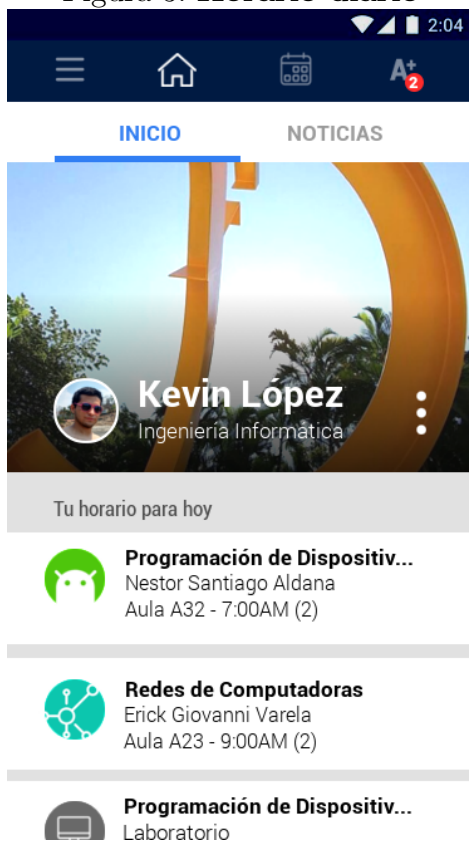 Figura 6: Horario diario
2:04
A+
2
INICIO
NOTICIAS
Kevin López
Ingeniería Informática
Tu horario para hoy
Programación de Dispositiv...
Nestor Santiago Aldana
Aula A32 - 7:00AM (2)
Redes de Computadoras
Erick Giovanni Varela
Aula A23 - 9:00AM (2)
Programación de Dispositiv...
Laboratorio